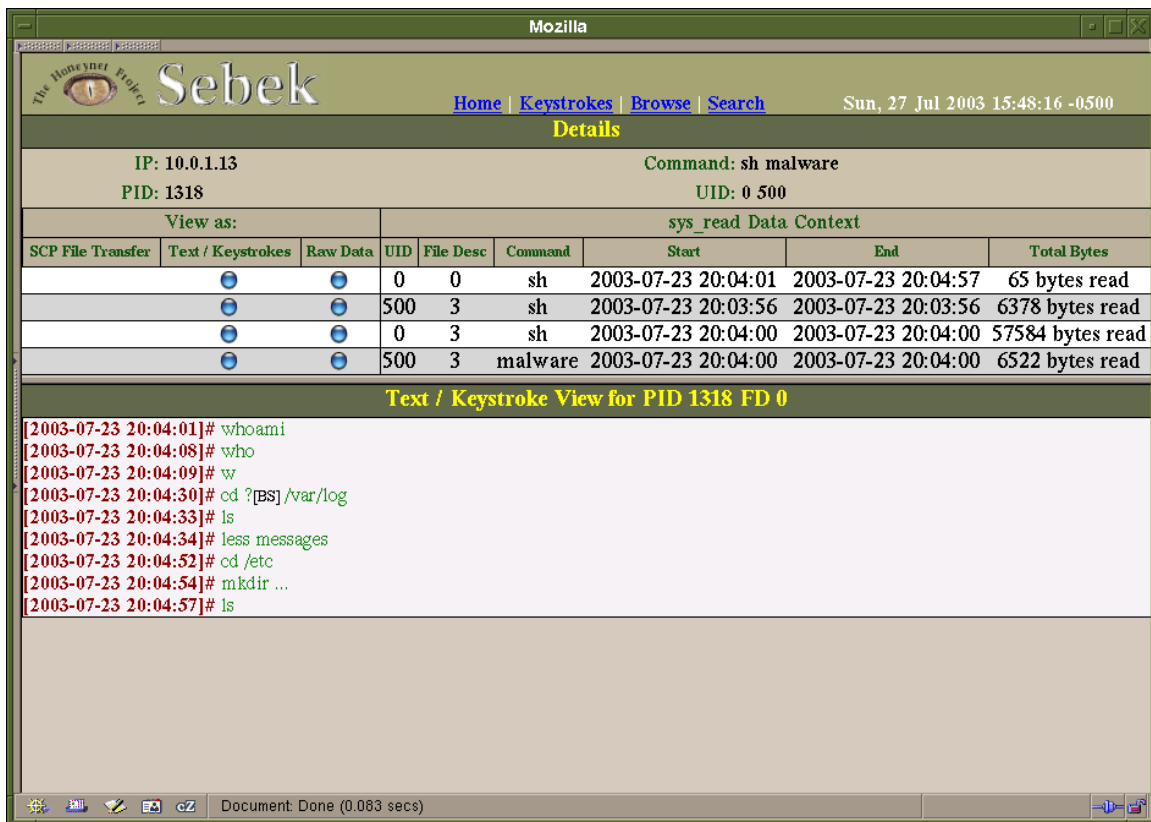 Mozilla
The Honeynet Project
Sebek
Home | Keystrokes | Browse | Search
Sun, 27 Jul 2003 15:48:16 -0500
Details
IP: 10.0.1.13 Command: sh malware
PID: 1318 UID: 0 500
View as: sys_read Data Context
SCP File Transfer Text / Keystrokes Raw Data UID File Desc Command Start End Total Bytes
0 0 sh 2003-07-23 20:04:01 2003-07-23 20:04:57 65 bytes read
500 3 sh 2003-07-23 20:03:56 2003-07-23 20:03:56 6378 bytes read
0 3 sh 2003-07-23 20:04:00 2003-07-23 20:04:00 57584 bytes read
500 3 malware 2003-07-23 20:04:00 2003-07-23 20:04:00 6522 bytes read
Text / Keystroke View for PID 1318 FD 0
[2003-07-23 20:04:01]# whoami
[2003-07-23 20:04:08]# who
[2003-07-23 20:04:09]# w
[2003-07-23 20:04:30]# cd ?[BS] /var/log
[2003-07-23 20:04:33]# ls
[2003-07-23 20:04:34]# less messages
[2003-07-23 20:04:52]# cd /etc
[2003-07-23 20:04:54]# mkdir ...
[2003-07-23 20:04:57]# ls
cZ Document: Done (0.083 secs)